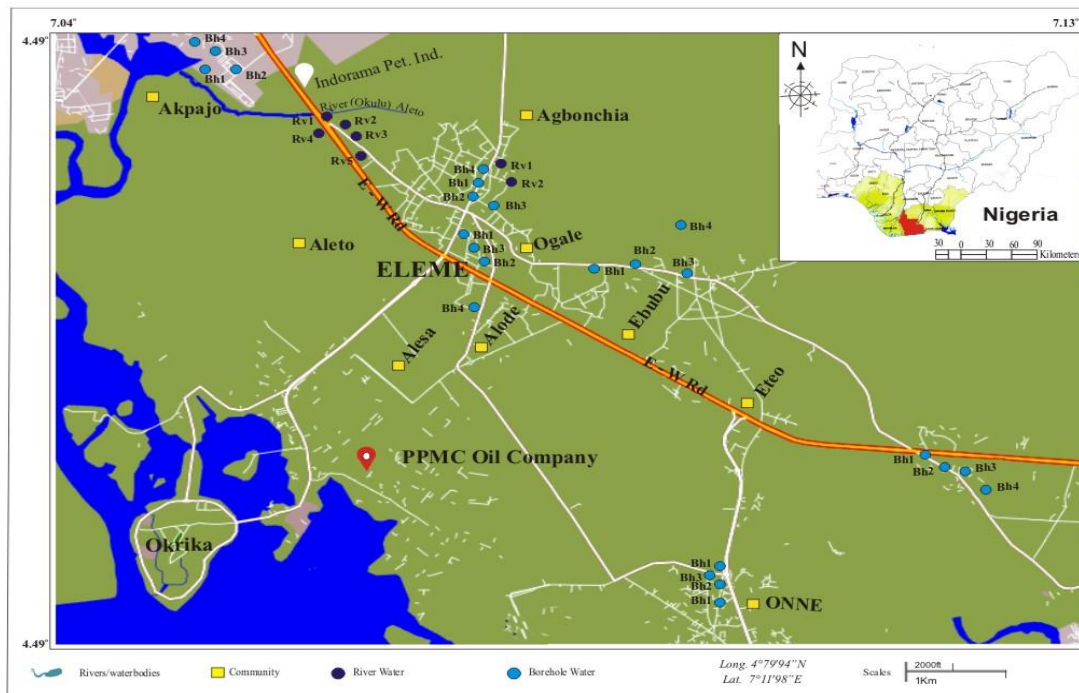 7.04"
7.13"
4.49"
Bh4
Bh3
Bh1
Bh2
Indorama Pet. Ind.
N
Akpajo
River (Okulu) Aleto
Rv1
Rv2
Rv4
Rv3
Rv5
Agbonchia
Bh4
Rv1
Bh1
Rv2
Bh2
Bh3
E - W Rd
Nigeria
30 0 30 60 90
Kilometers
Aleto
Bh1
Bh3
Bh2
ELEME
Ogale
Bh4
Bh2
Bh1
Bh3
Bh4
Alesa
Alode
Ebubu
E - W Rd
Eteo
PPMC Oil Company
Bh1
Bh2
Bh3
Bh4
Okrika
Bh1
Bh3
Bh2
Bh1
ONNE
4.49"
Rivers/waterbodies
Community
River Water
Borehole Water
Long. 4°79'94"N
Lat. 7°11'98"E
Scales
2000ft
1Km